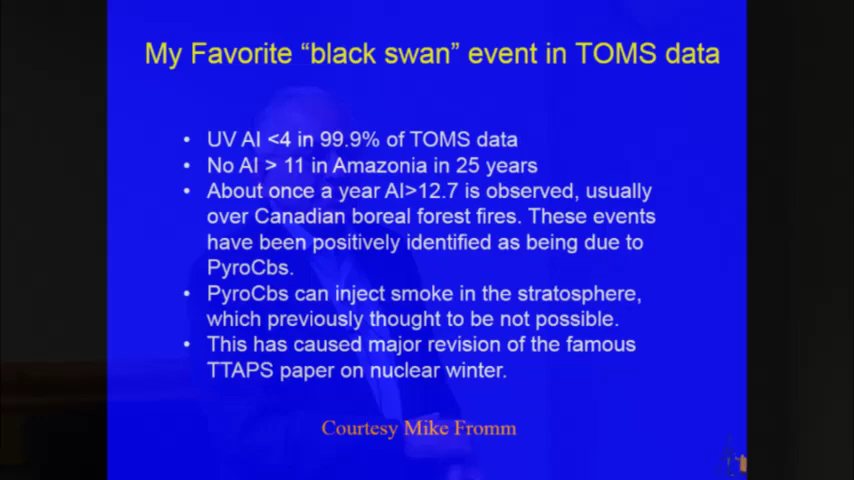 My Favorite “black swan” event in TOMS data
• UV AI <4 in 99.9% of TOMS data
• No AI > 11 in Amazonia in 25 years
• About once a year AI>12.7 is observed, usually
over Canadian boreal forest fires. These events
have been positively identified as being due to
PyroCbs.
• PyroCbs can inject smoke in the stratosphere,
which previously thought to be not possible.
• This has caused major revision of the famous
TTAPS paper on nuclear winter.
Courtesy Mike Fromm